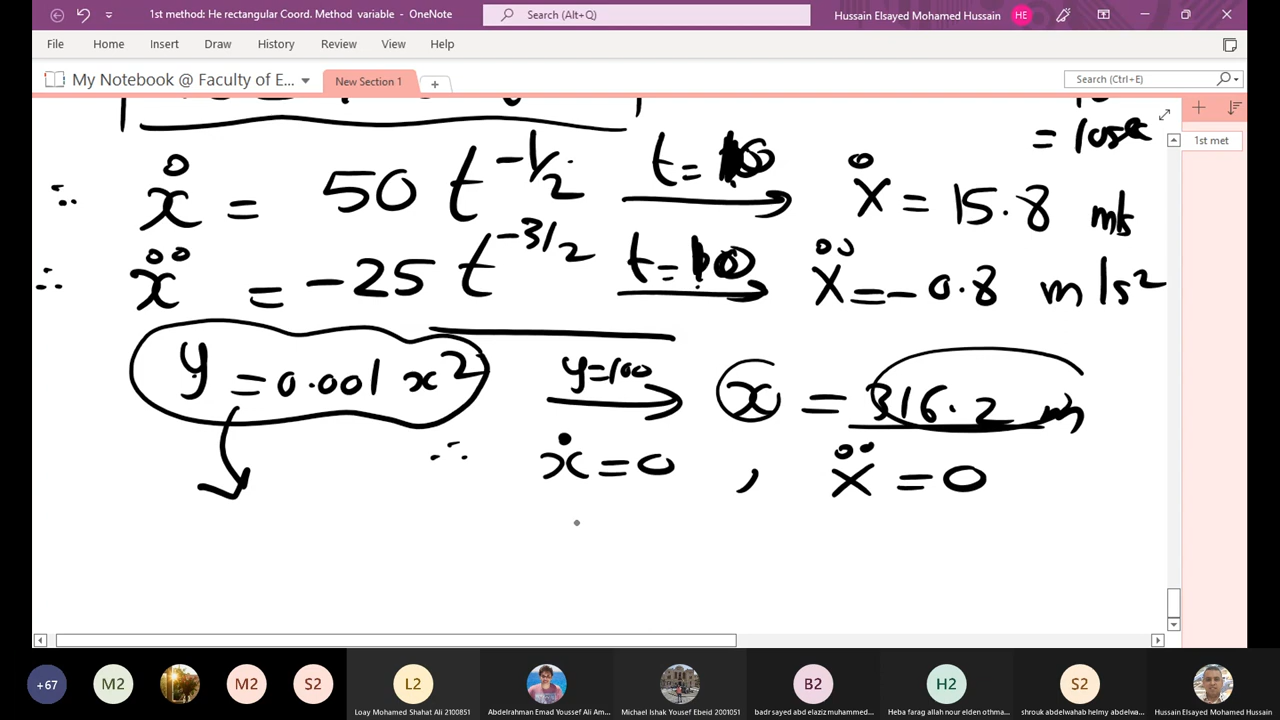 1st method: He rectangular Coord. Method variable - OneNote
Search (Alt+Q)
Hussain Elsayed Mohamed Hussain
HE
File Home Insert Draw History Review View Help
My Notebook @ Faculty of E...
New Section 1
Search (Ctrl+E)
1st met
∴ ẋ = 50 t^-1/2 t=10 ẋ = 15.8 m/s
∴ ẍ = -25 t^-3/2 t=10 ẍ = -0.8 m/s²
y = 0.001 x² y=100 x = 316.2 m
∴ ẋ = 0 , ẍ = 0
+67
M2
M2
S2
L2
B2
H2
S2
Loay Mohamed Shahat Ali 2100851
Abdelrahman Emad Youssef Ali Am...
Michael Ishak Yousef Ebeid 2001051
badr sayed abd elaziz muhammed...
Heba farag allah nour elden othma...
shrouk abdelwahab helmy abdelwa...
Hussain Elsayed Mohamed Hussain